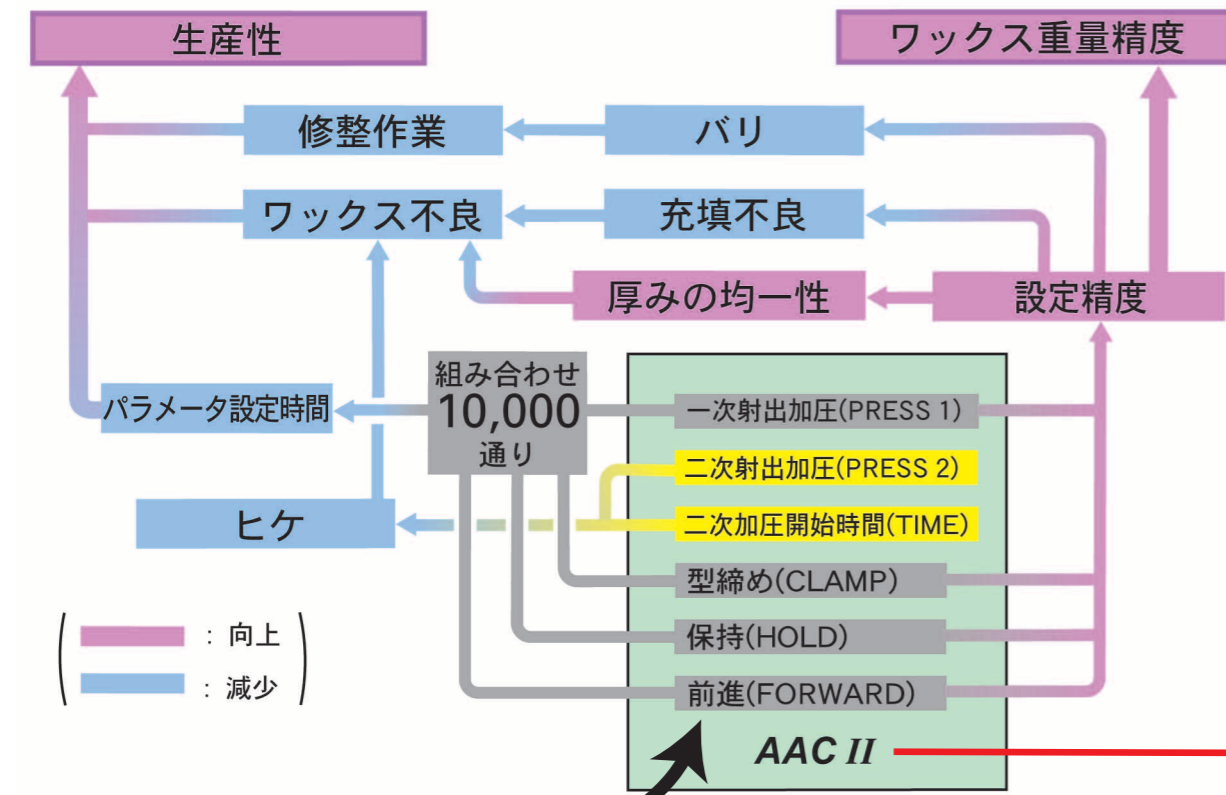 生産性
ワックス重量精度
修整作業
バリ
ワックス不良
充填不良
厚みの均一性
設定精度
組み合わせ
10,000
通り
パラメータ設定時間
一次射出加圧(PRESS 1)
二次射出加圧(PRESS 2)
二次加圧開始時間(TIME)
ヒケ
型締め(CLAMP)
保持(HOLD)
前進(FORWARD)
：向上
：減少
AAC II